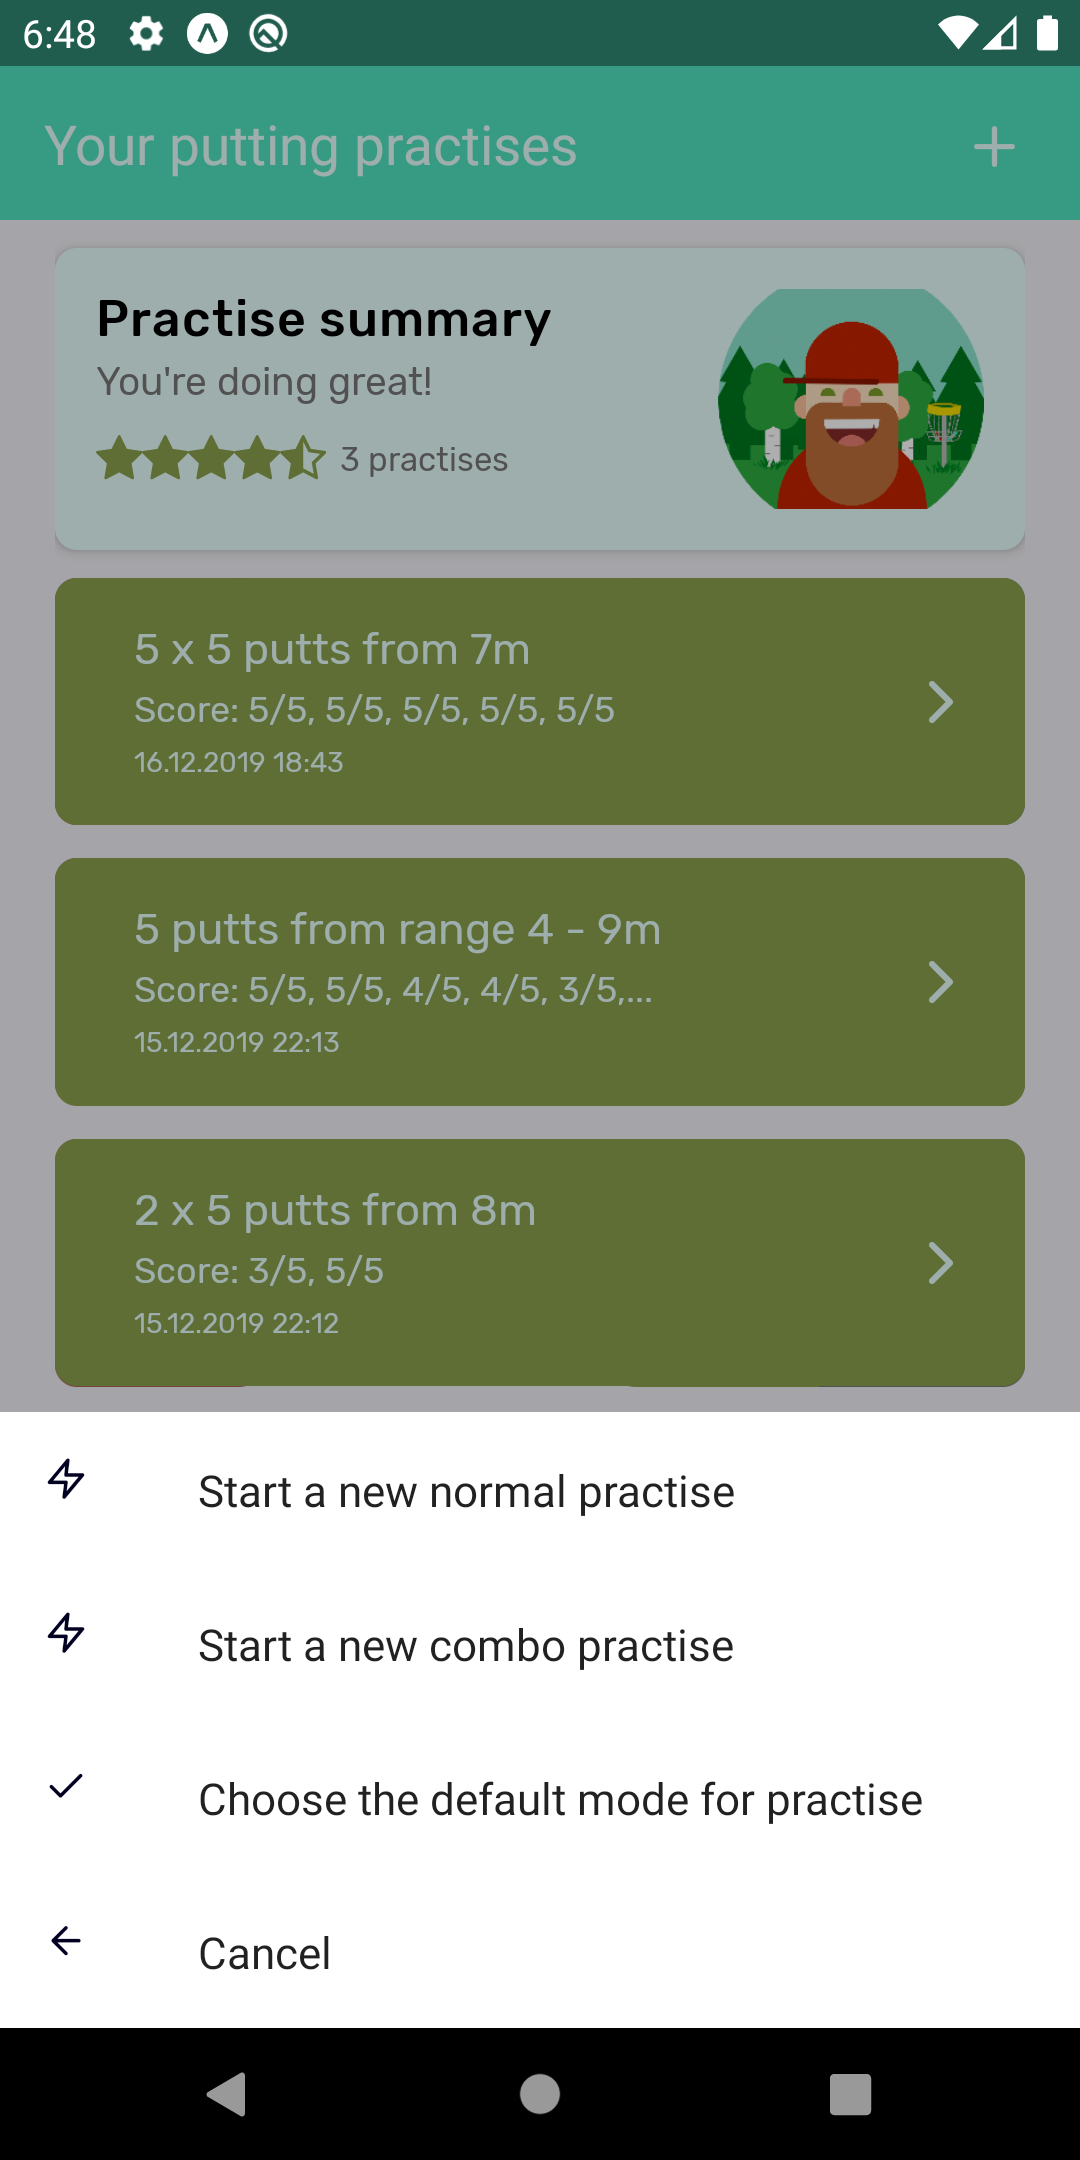 6:48
Your putting practises
Practise summary
You're doing great!
3 practises
5 x 5 putts from 7m
Score: 5/5, 5/5, 5/5, 5/5, 5/5
16.12.2019 18:43
5 putts from range 4 - 9m
Score: 5/5, 5/5, 4/5, 4/5, 3/5,...
15.12.2019 22:13
2 x 5 putts from 8m
Score: 3/5, 5/5
15.12.2019 22:12
Start a new normal practise
Start a new combo practise
Choose the default mode for practise
Cancel